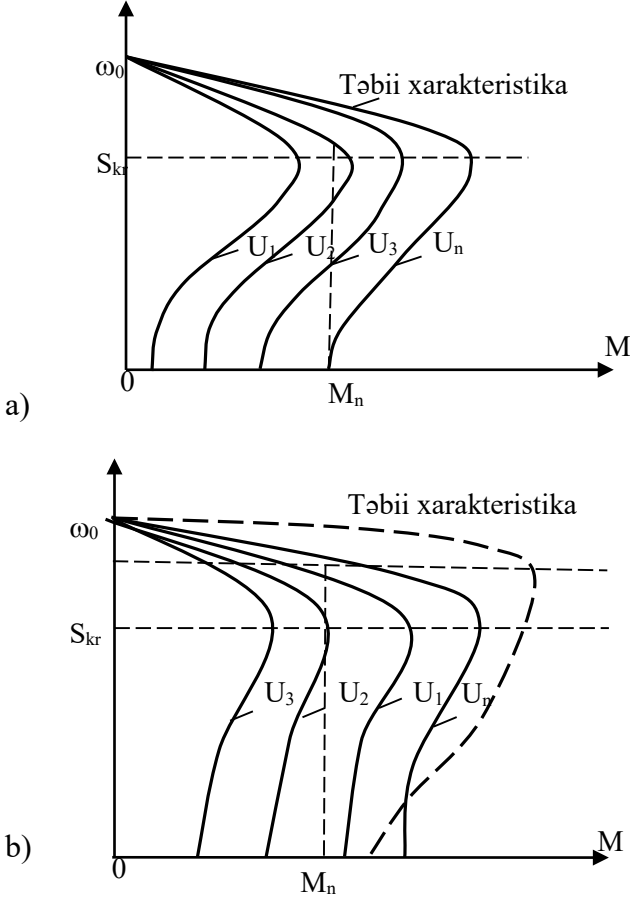 ω₀
Təbii xarakteristika
Sₖᵣ
U₁ U₂ U₃ Uₙ
M
0
Mₙ
a)
Təbii xarakteristika
ω₀
Sₖᵣ
U₃ U₂ U₁ Uₙ
M
b)
0
Mₙ